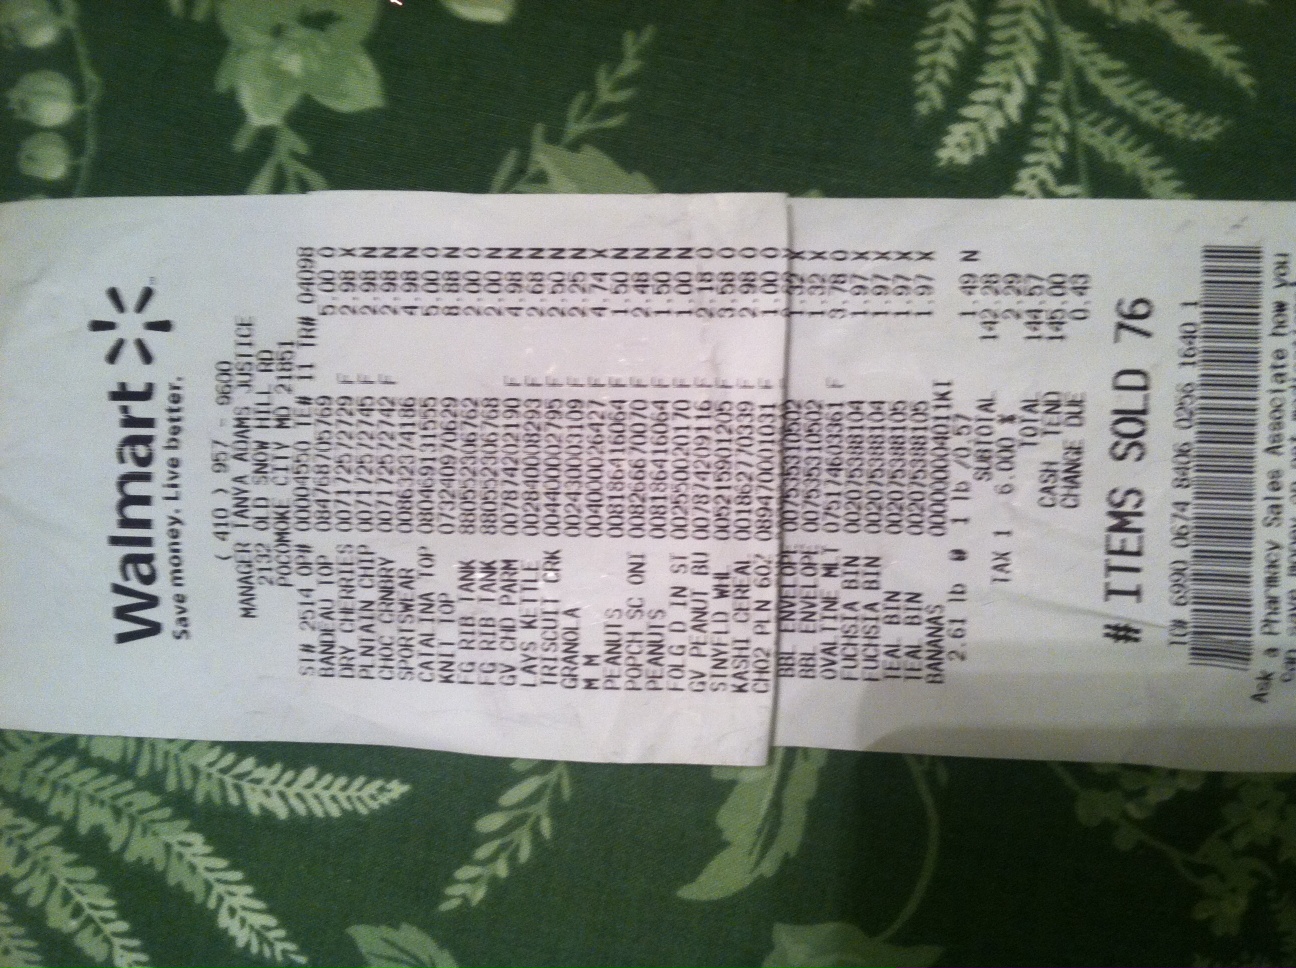 Walmart
Save money. Live better.
( 410 ) 957 - 9600
MANAGER TANYA ADAMS JUSTICE
2132 OLD SNOW HILL RD
POCOMOKE CITY MD 21851
ST# 2514 OP# 00004550 TE# 11 TR# 04098
BANDEAU TOP 084768705769 5.00 O
DRY CHERRIES 007172572729 F 2.98 X
PLNTAIN CHIP 007172572745 F 2.98 N
CHOC CRNBRY 007172572742 F 2.98 N
SPORTSWEAR 008632374186 4.98 N
CATALINA TOP 080469131555 5.00 O
KNIT TOP 073240970629 8.88 N
FG RIB TANK 880552306762 2.00 O
FG RIB TANK 880552306768 2.00 N
GV CHD PARM 007874202190 F 4.98 N
LAYS KETTLE 002840008293 F 2.68 N
TRISCUIT CRK 004400002795 F 2.50 N
GRANOLA 002430003109 F 2.25 N
M M 004000026427 F 4.74 X
PEANUTS 008186416064 F 1.50 N
POPCH SC ONI 008266670070 F 2.48 N
PEANUTS 008186416064 F 1.50 N
FOLG D IN ST 002550020170 F 1.00 N
GV PEANUT BU 007874209116 F 2.18 O
STNYFLD WHL 005215901205 F 3.58 O
KASHI CEREAL 001862770339 F 2.98 O
CHO2 PLN 6OZ 089470001031 F 1.00 O
BBL ENVELOPE 007535310502 1.32 X
BBL ENVELOPE 007535310502 1.32 X
OVALTINE MLT 075174603361 F 3.78 O
FUCHSIA BIN 002075388104 1.97 X
FUCHSIA BIN 002075388104 1.97 X
TEAL BIN 002075388105 1.97 X
TEAL BIN 002075388105 1.97 X
BANANAS 000000004011KI
2.61 lb @ 1 lb /0.57 1.49 N
SUBTOTAL 142.28
TAX 1 6.000 % 2.29
TOTAL 144.57
CASH TEND 145.00
CHANGE DUE 0.43
# ITEMS SOLD 76
TC# 6990 0674 8406 0256 1640 1
Ask a Pharmacy Sales Associate how you
can save money on